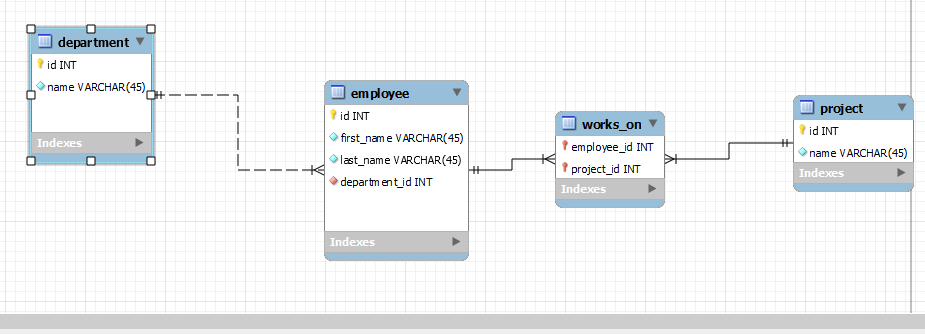 department
id INT
name VARCHAR(45)
Indexes
employee
id INT
first_name VARCHAR(45)
last_name VARCHAR(45)
department_id INT
Indexes
works_on
employee_id INT
project_id INT
Indexes
project
id INT
name VARCHAR(45)
Indexes